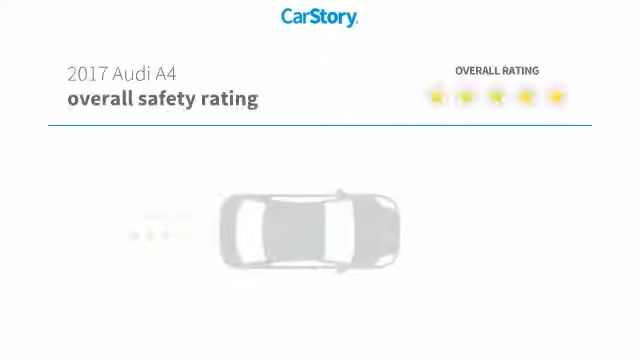 CarStory.
2017 Audi A4
overall safety rating
OVERALL RATING